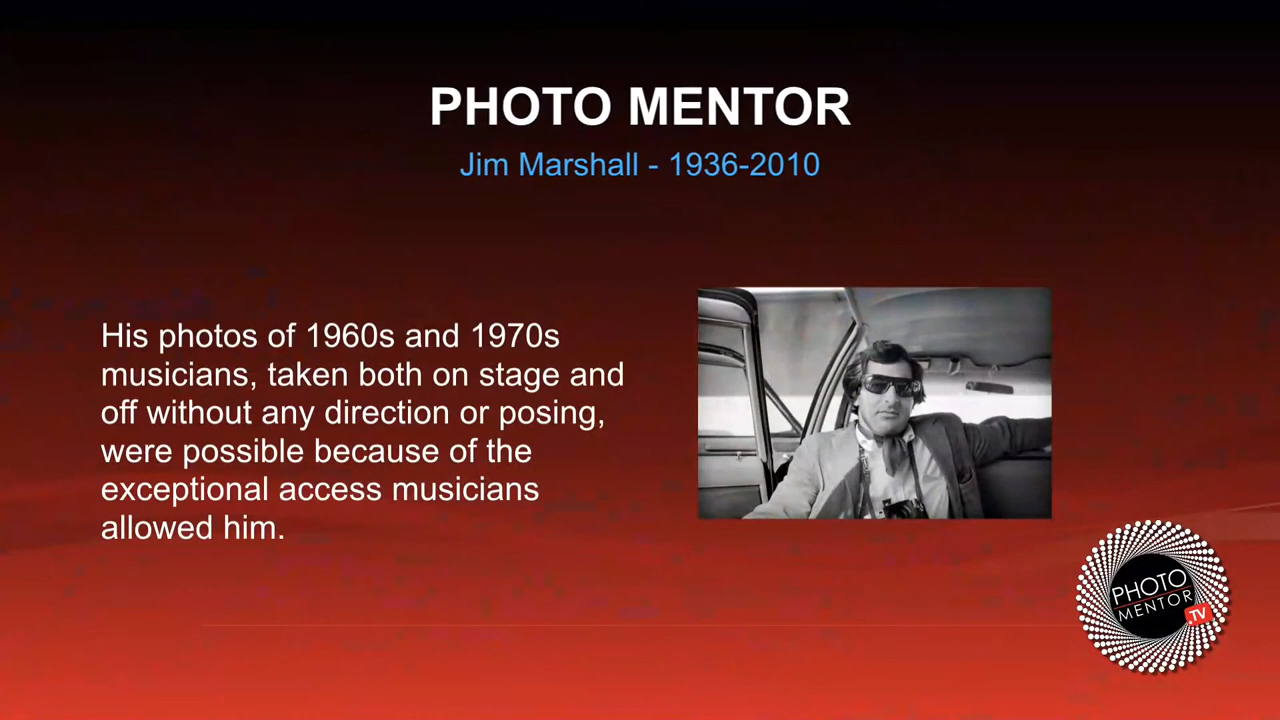 PHOTO MENTOR
Jim Marshall - 1936-2010
His photos of 1960s and 1970s
musicians, taken both on stage and
off without any direction or posing,
were possible because of the
exceptional access musicians
allowed him.
PHOTO
MENTOR
TV